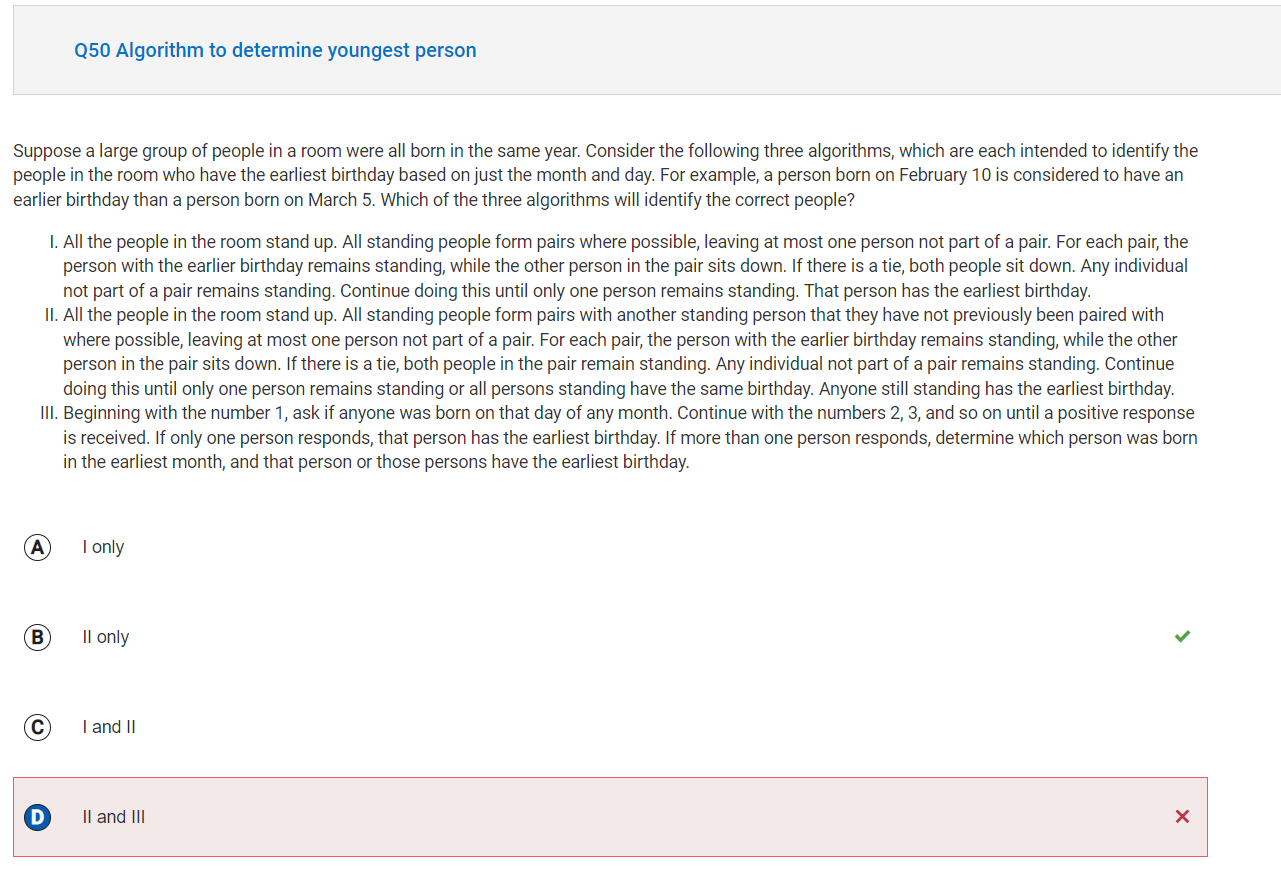 Q50 Algorithm to determine youngest person
Suppose a large group of people in a room were all born in the same year. Consider the following three algorithms, which are each intended to identify the
people in the room who have the earliest birthday based on just the month and day. For example, a person born on February 10 is considered to have an
earlier birthday than a person born on March 5. Which of the three algorithms will identify the correct people?
I. All the people in the room stand up. All standing people form pairs where possible, leaving at most one person not part of a pair. For each pair, the
person with the earlier birthday remains standing, while the other person in the pair sits down. If there is a tie, both people sit down. Any individual
not part of a pair remains standing. Continue doing this until only one person remains standing. That person has the earliest birthday.
II. All the people in the room stand up. All standing people form pairs with another standing person that they have not previously been paired with
where possible, leaving at most one person not part of a pair. For each pair, the person with the earlier birthday remains standing, while the other
person in the pair sits down. If there is a tie, both people in the pair remain standing. Any individual not part of a pair remains standing. Continue
doing this until only one person remains standing or all persons standing have the same birthday. Anyone still standing has the earliest birthday.
III. Beginning with the number 1, ask if anyone was born on that day of any month. Continue with the numbers 2, 3, and so on until a positive response
is received. If only one person responds, that person has the earliest birthday. If more than one person responds, determine which person was born
in the earliest month, and that person or those persons have the earliest birthday.
A I only
B II only
C I and II
D II and III